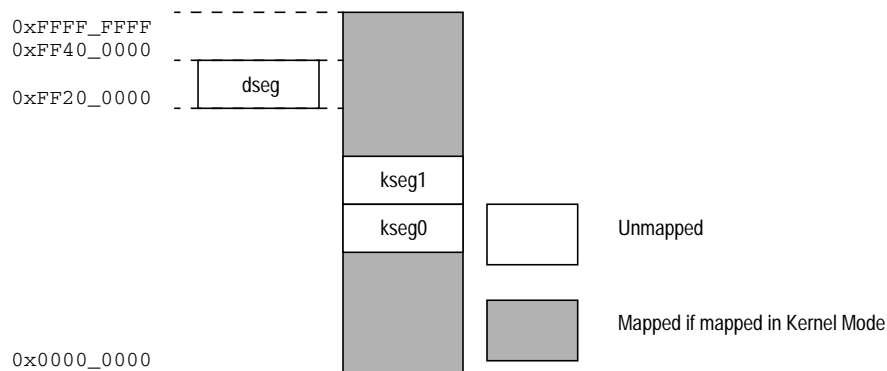 0xFFFF_FFFF
0xFF40_0000
dseg
0xFF20_0000
kseg1
kseg0
Unmapped
Mapped if mapped in Kernel Mode
0x0000_0000